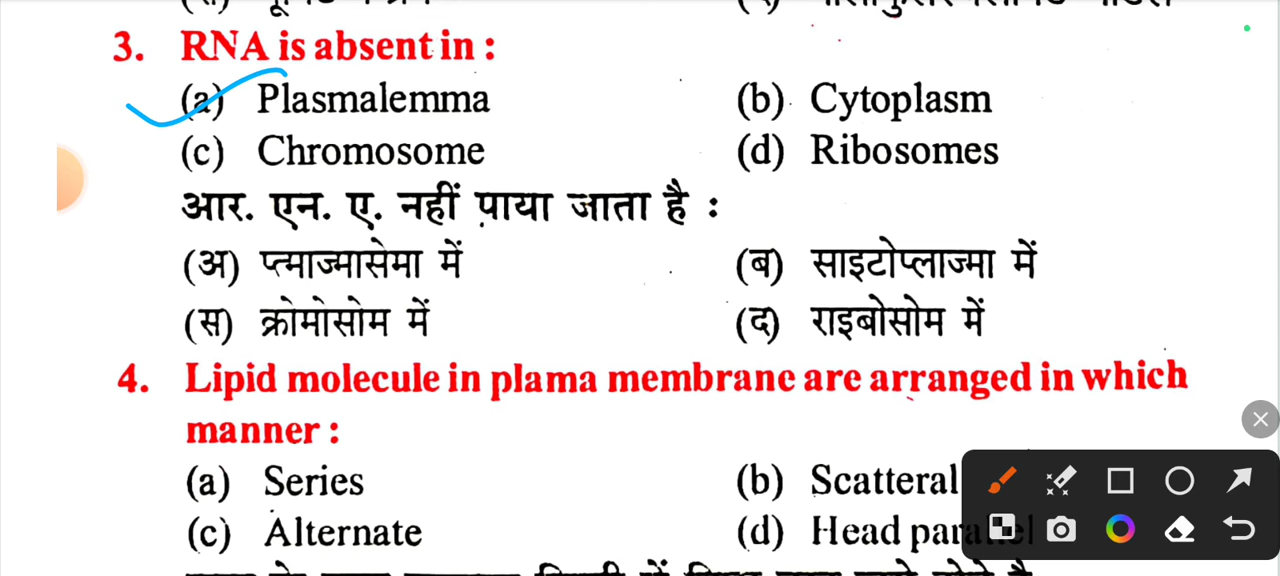 3. RNA is absent in :
(a) Plasmalemma (b) Cytoplasm
(c) Chromosome (d) Ribosomes
आर. एन. ए. नहीं पाया जाता है :
(अ) प्त्माज्मासेमा में (ब) साइटोप्लाज्मा में
(स) क्रोमोसोम में (द) राइबोसोम में
4. Lipid molecule in plama membrane are arranged in which
manner :
(a) Series (b) Scatteral
(c) Alternate (d) Head parallel